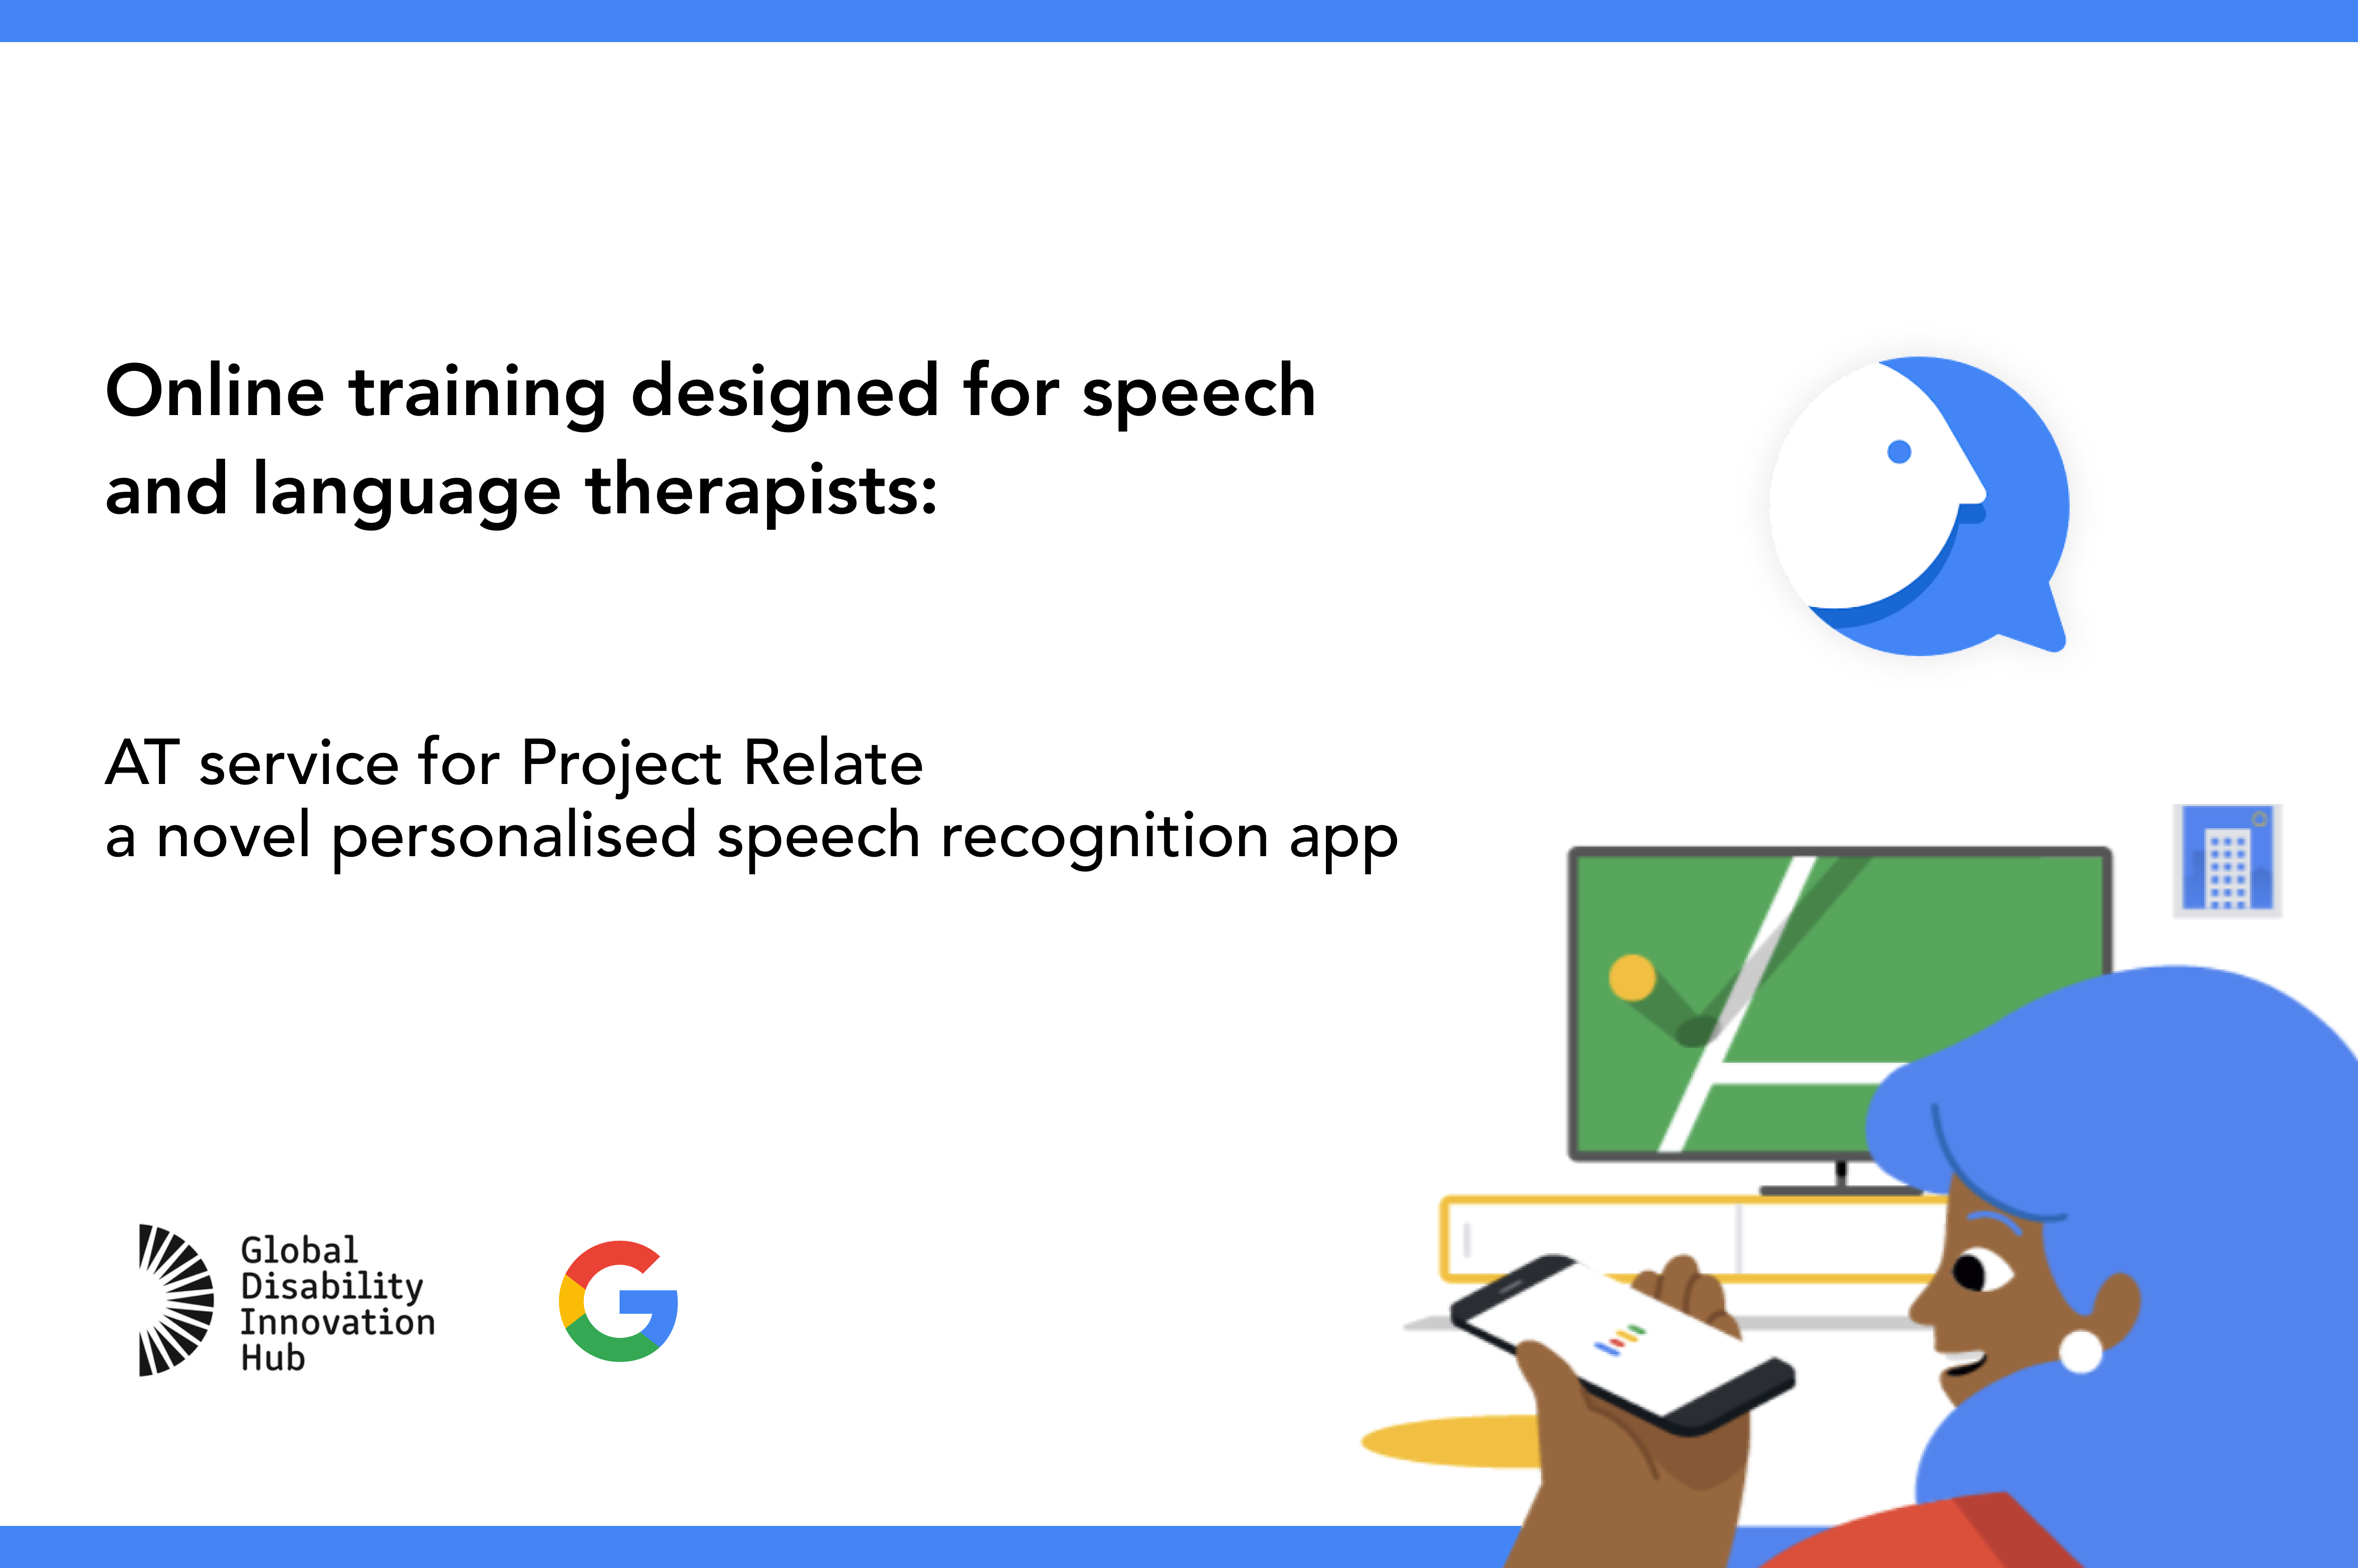 Online training designed for speech
and language therapists:
AT service for Project Relate
a novel personalised speech recognition app
Global
Disability
Innovation
Hub
G